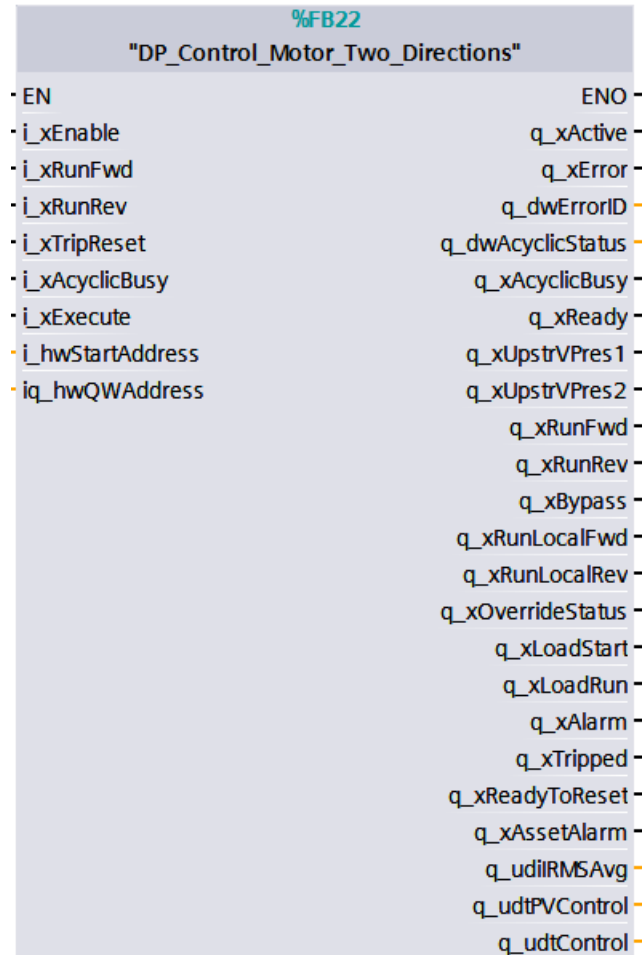 %FB22
"DP_Control_Motor_Two_Directions"
EN ENO
i_xEnable q_xActive
i_xRunFwd q_xError
i_xRunRev q_dwErrorID
i_xTripReset q_dwAcyclicStatus
i_xAcyclicBusy q_xAcyclicBusy
i_xExecute q_xReady
i_hwStartAddress q_xUpstrVPres1
iq_hwQWAddress q_xUpstrVPres2
q_xRunFwd
q_xRunRev
q_xBypass
q_xRunLocalFwd
q_xRunLocalRev
q_xOverrideStatus
q_xLoadStart
q_xLoadRun
q_xAlarm
q_xTripped
q_xReadyToReset
q_xAssetAlarm
q_udiIRMSAvg
q_udtPVControl
q_udtControl